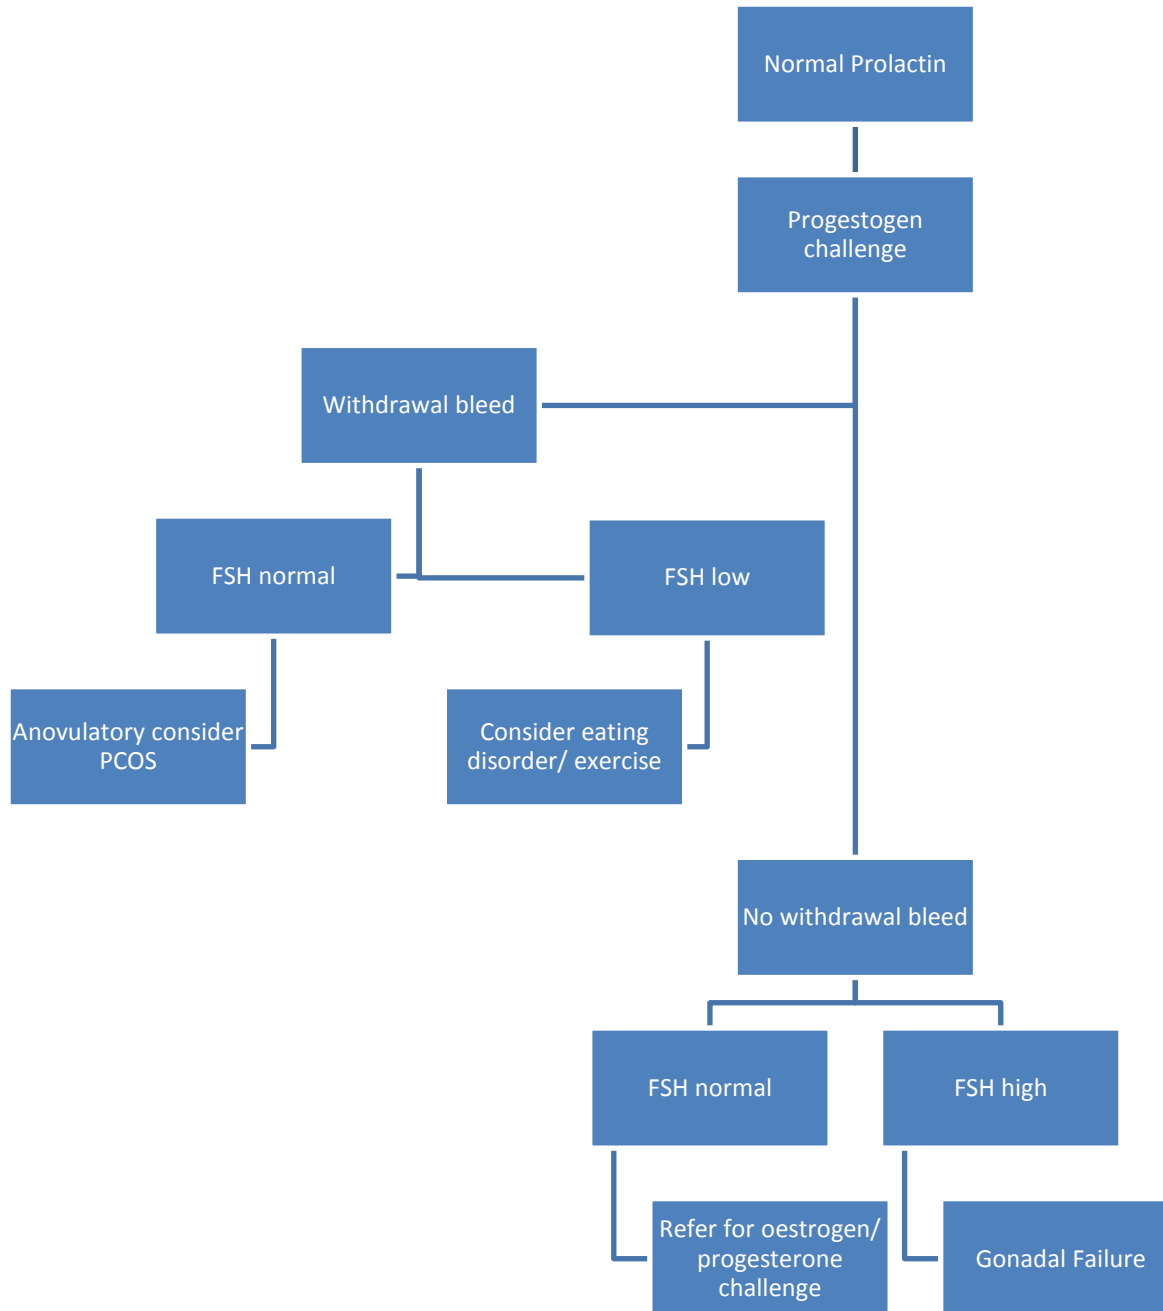 Normal Prolactin
Progestogen
challenge
Withdrawal bleed
FSH normal
FSH low
Anovulatory consider
PCOS
Consider eating
disorder/ exercise
No withdrawal bleed
FSH normal
FSH high
Refer for oestrogen/
progesterone
challenge
Gonadal Failure